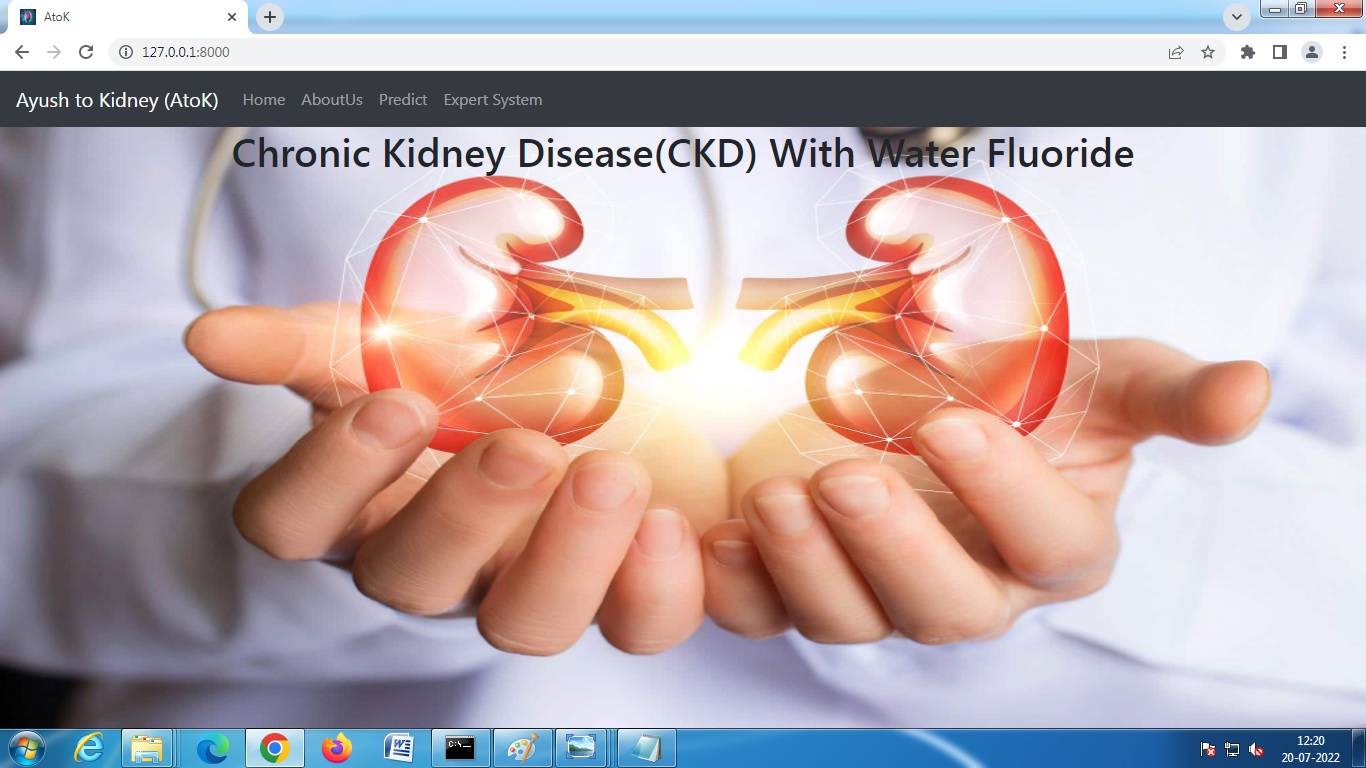 AtoK
127.0.0.1:8000
Ayush to Kidney (AtoK) Home AboutUs Predict Expert System
Chronic Kidney Disease(CKD) With Water Fluoride
12:20
20-07-2022